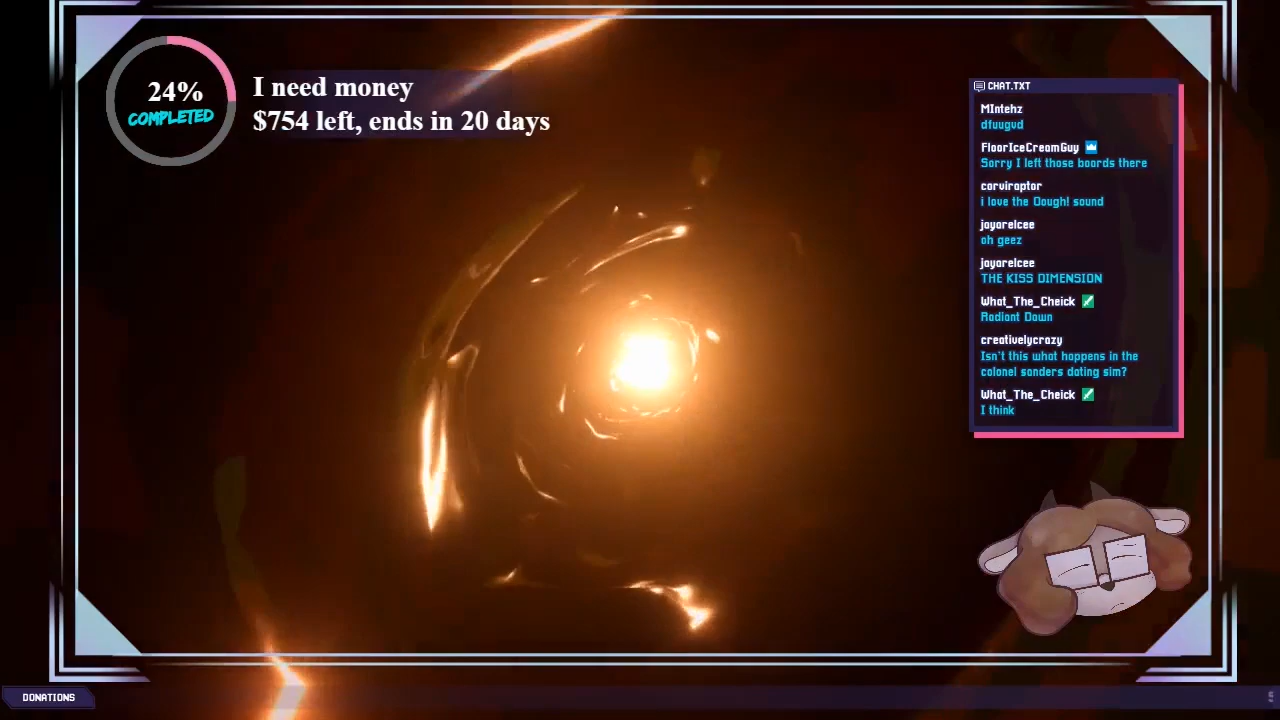 24%
COMPLETED
I need money
$754 left, ends in 20 days
CHAT.TXT
MIntehz
dfuugvd
FloorIceCreamGuy
Sorry I left those boards there
corviraptor
i love the Oough! sound
jayarelcee
oh geez
jayarelcee
THE KISS DIMENSION
What_The_Cheick
Radiant Dawn
creativelycrazy
Isn't this what happens in the
colonel sanders dating sim?
What_The_Cheick
I think
DONATIONS